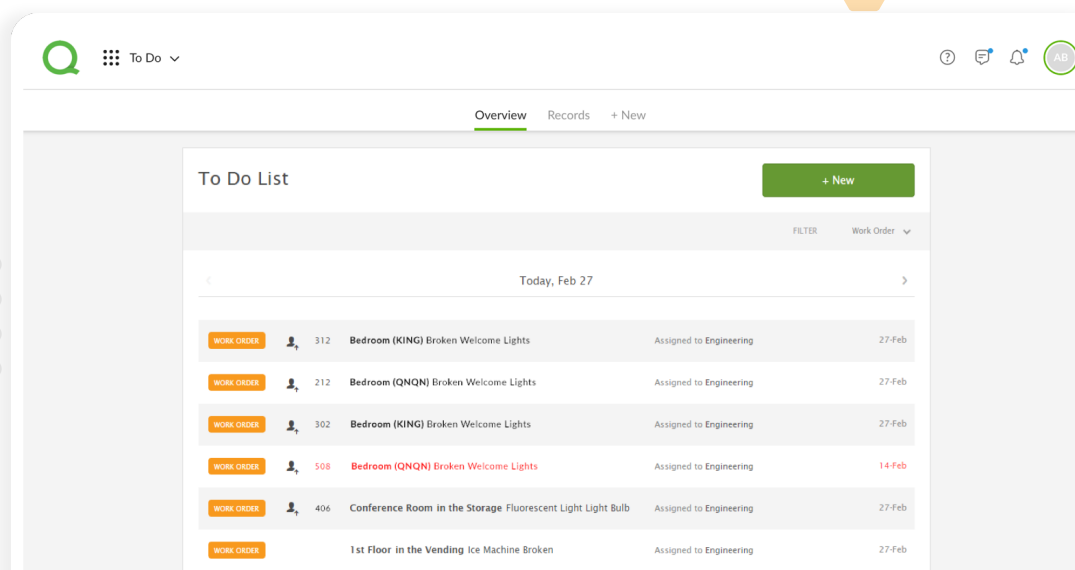 To Do
AB
Overview Records + New
To Do List + New
FILTER Work Order
Today, Feb 27
WORK ORDER 312 Bedroom (KING) Broken Welcome Lights Assigned to Engineering 27-Feb
WORK ORDER 212 Bedroom (QNQN) Broken Welcome Lights Assigned to Engineering 27-Feb
WORK ORDER 302 Bedroom (KING) Broken Welcome Lights Assigned to Engineering 27-Feb
WORK ORDER 508 Bedroom (QNQN) Broken Welcome Lights Assigned to Engineering 14-Feb
WORK ORDER 406 Conference Room in the Storage Fluorescent Light Light Bulb Assigned to Engineering 27-Feb
WORK ORDER 1st Floor in the Vending Ice Machine Broken Assigned to Engineering 27-Feb